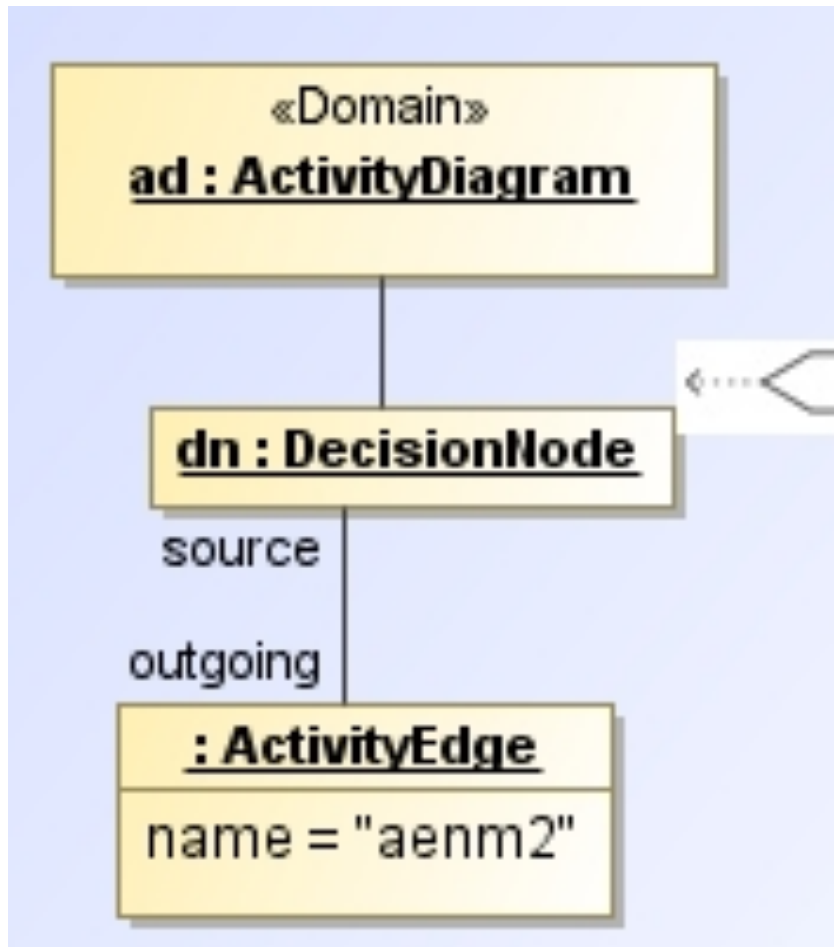 «Domain»
ad : ActivityDiagram
dn : DecisionNode
source
outgoing
: ActivityEdge
name = "aenm2"